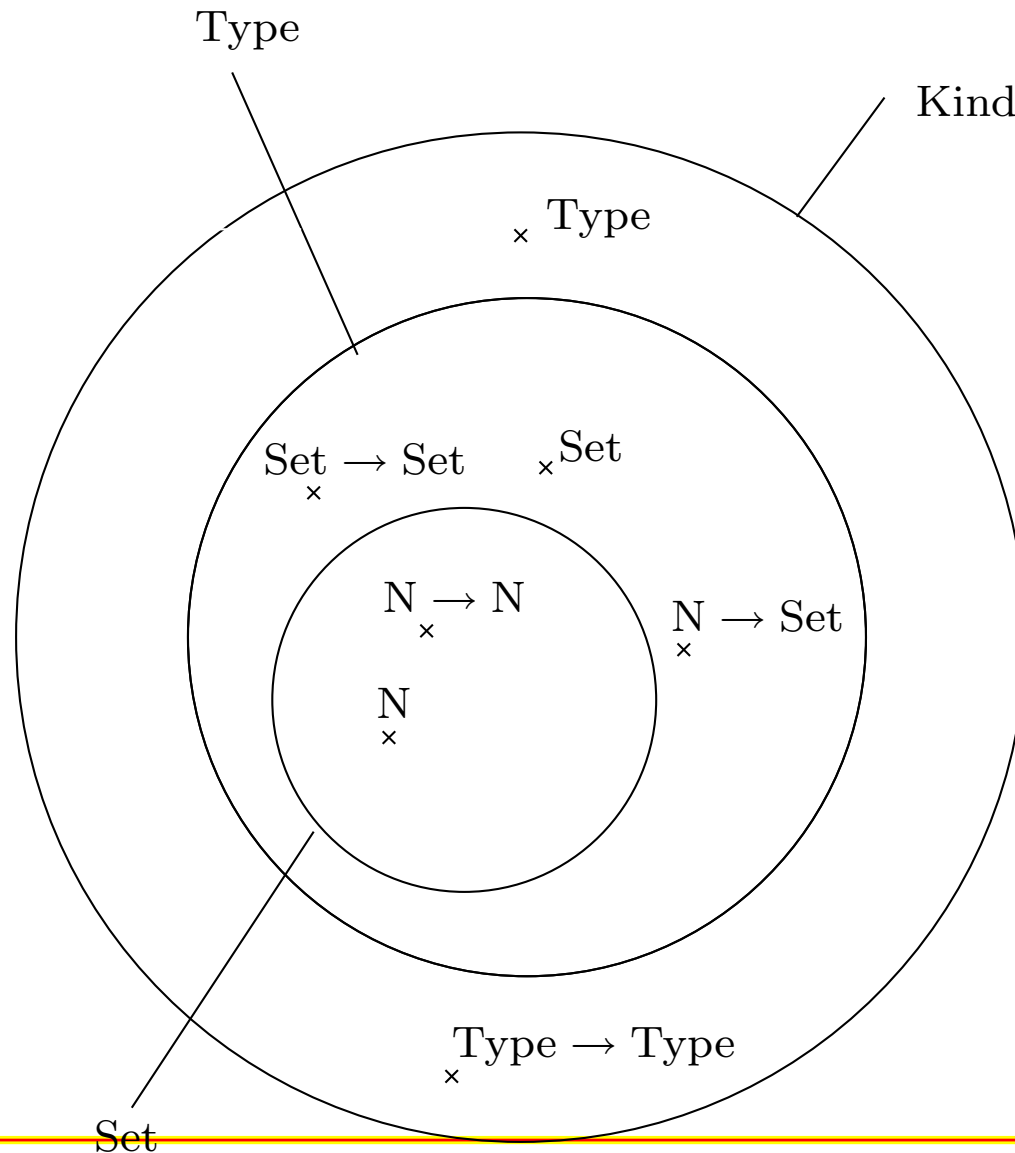 Type
Kind
Type
Set → Set
Set
N → N
N → Set
N
Type → Type
Set